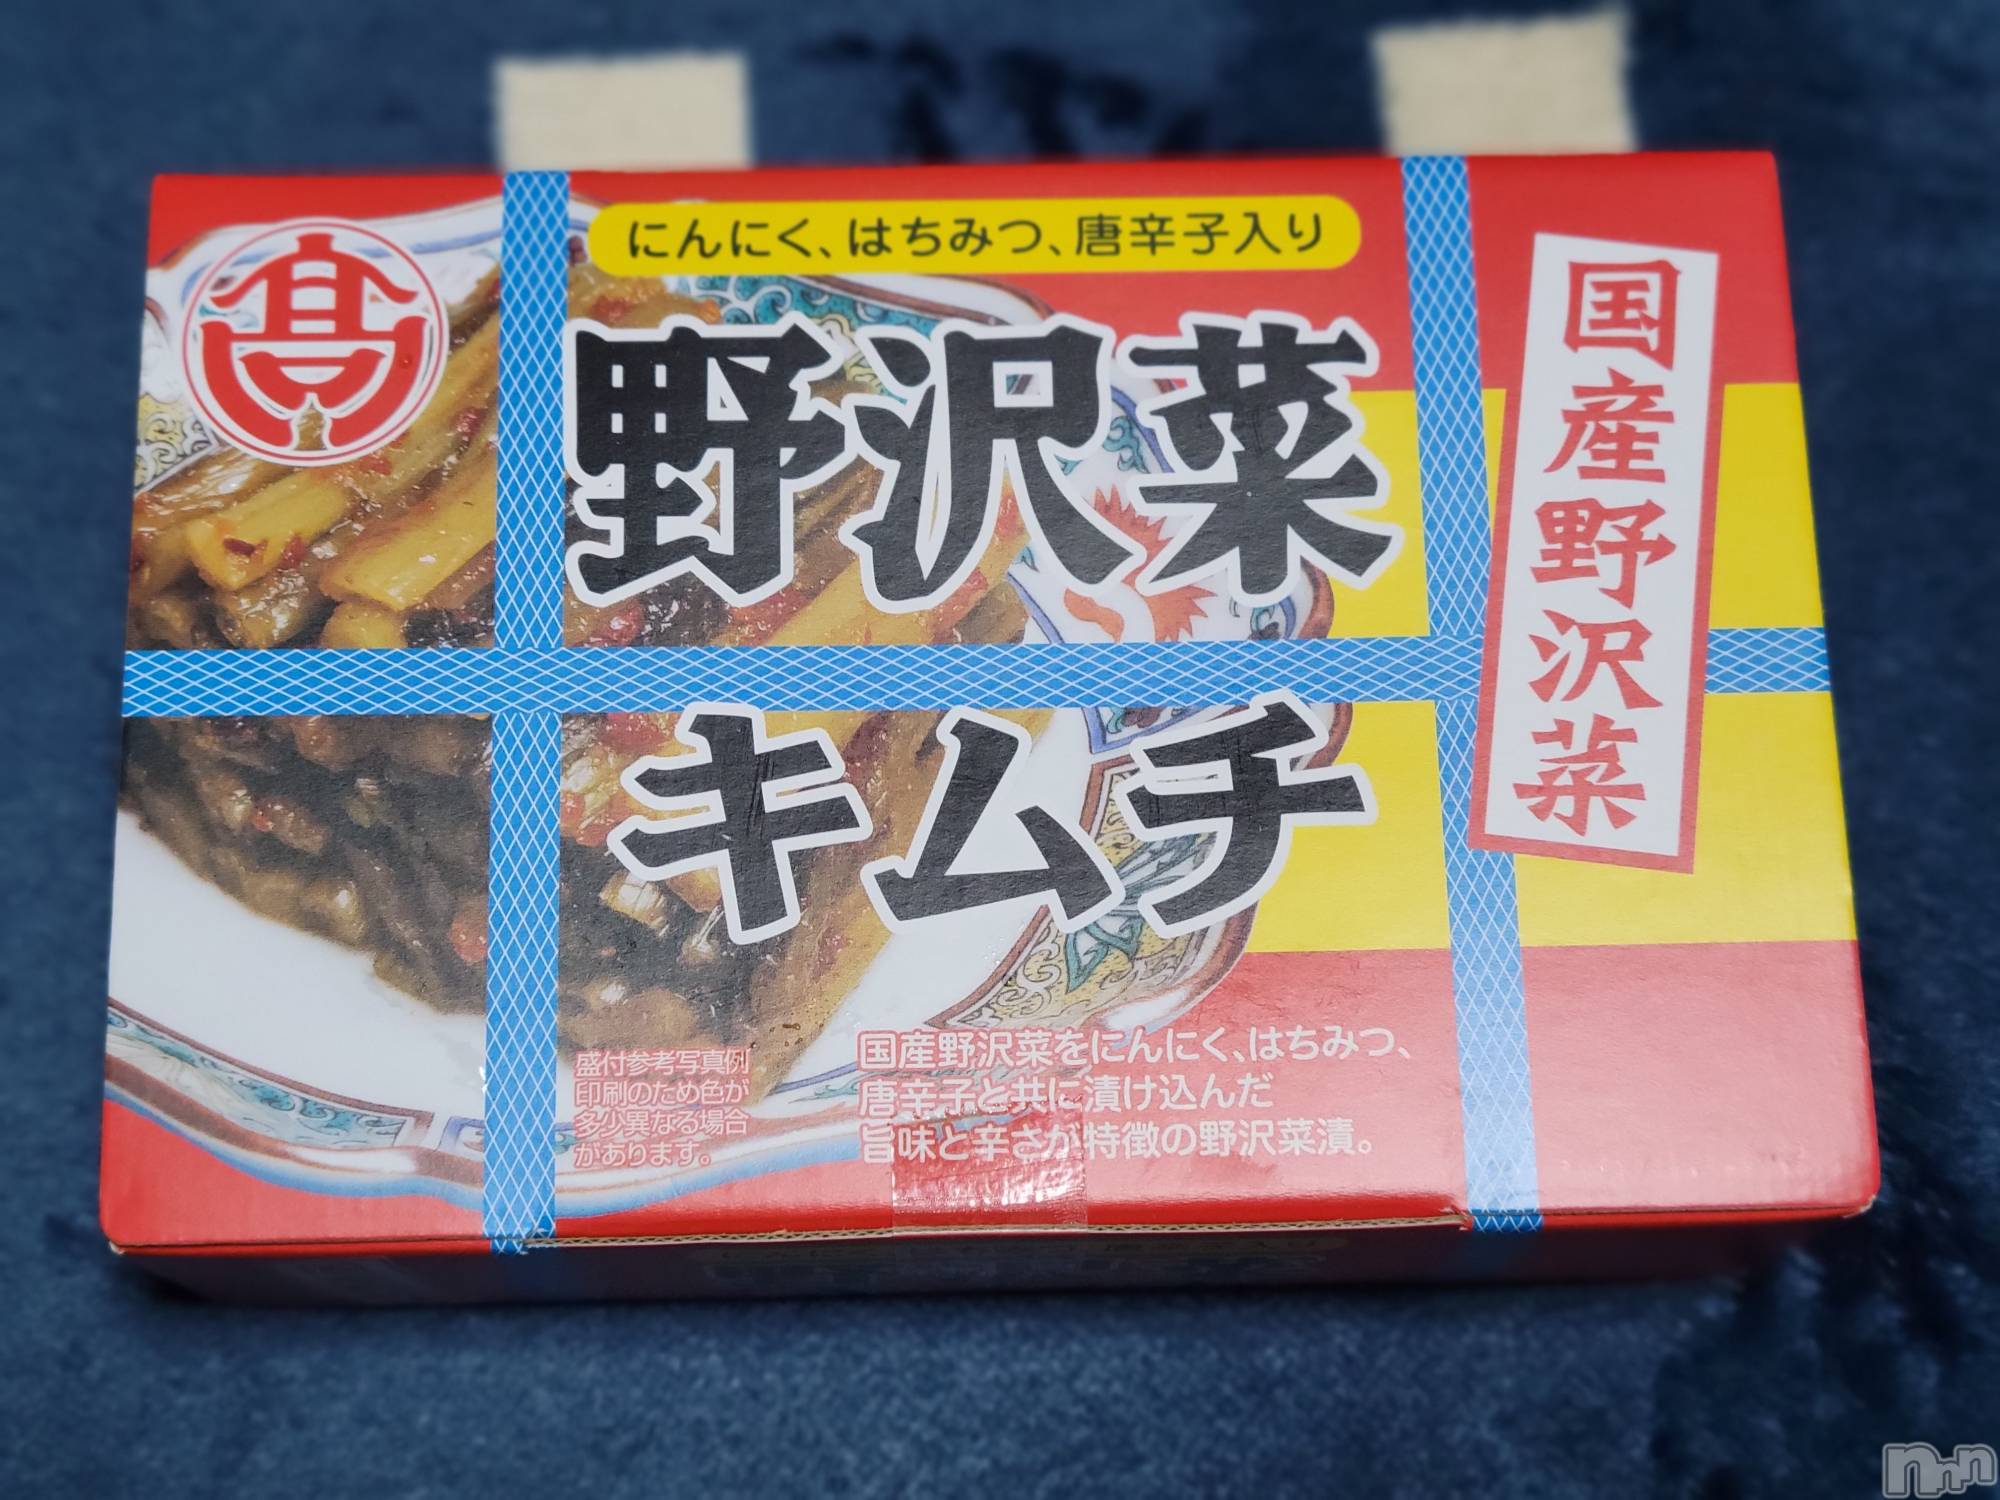 にんにく、はちみつ、唐辛子入り
髙
野沢菜
キムチ
国産野沢菜
国産野沢菜をにんにく、はちみつ、
唐辛子と共に漬け込んだ
旨味と辛さが特徴の野沢菜漬。
盛付参考写真例
印刷のため色が
多少異なる場合
があります。
nnn